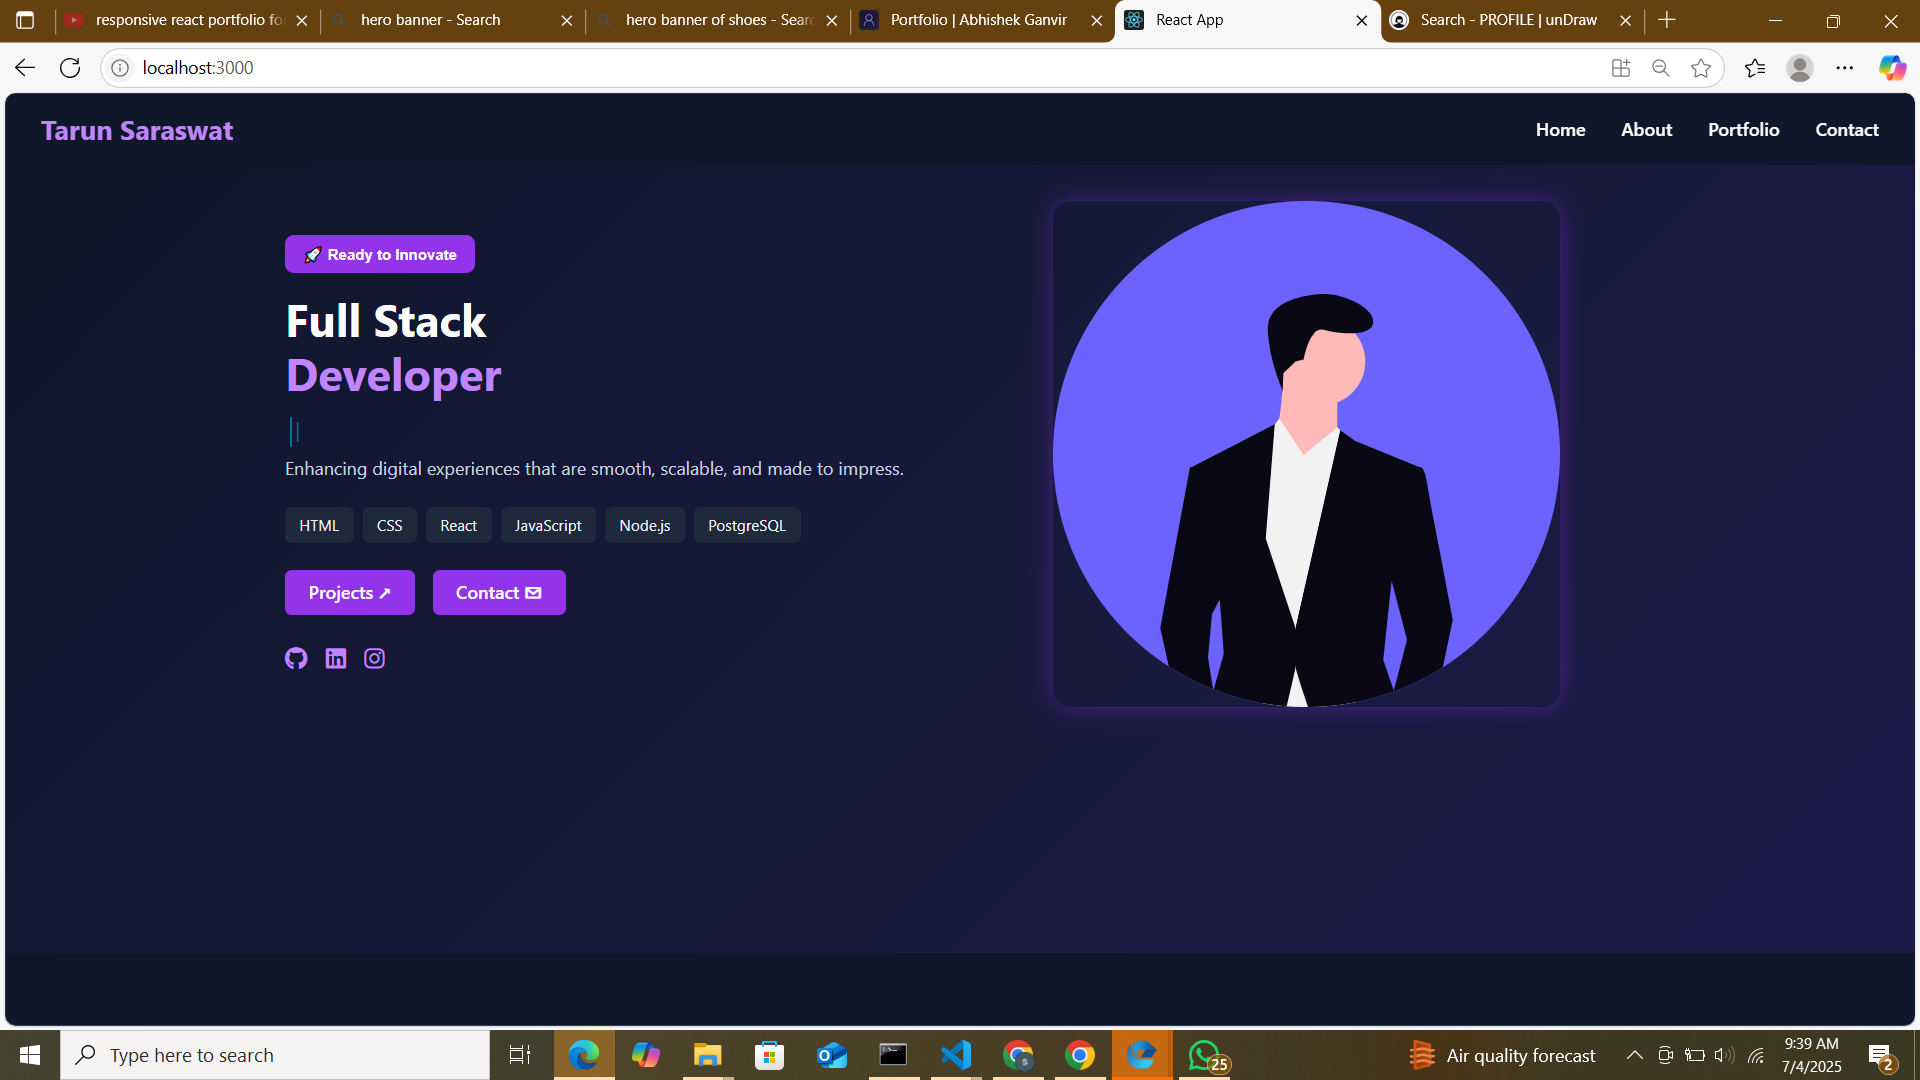 responsive react portfolio fo
hero banner - Search
hero banner of shoes - Sear
Portfolio | Abhishek Ganvir
React App
Search - PROFILE | unDraw
localhost:3000
Tarun Saraswat
Home
About
Portfolio
Contact
🚀 Ready to Innovate
Full Stack
Developer
Enhancing digital experiences that are smooth, scalable, and made to impress.
HTML
CSS
React
JavaScript
Node.js
PostgreSQL
Projects ↗
Contact ✉
Type here to search
25
Air quality forecast
9:39 AM
7/4/2025
2